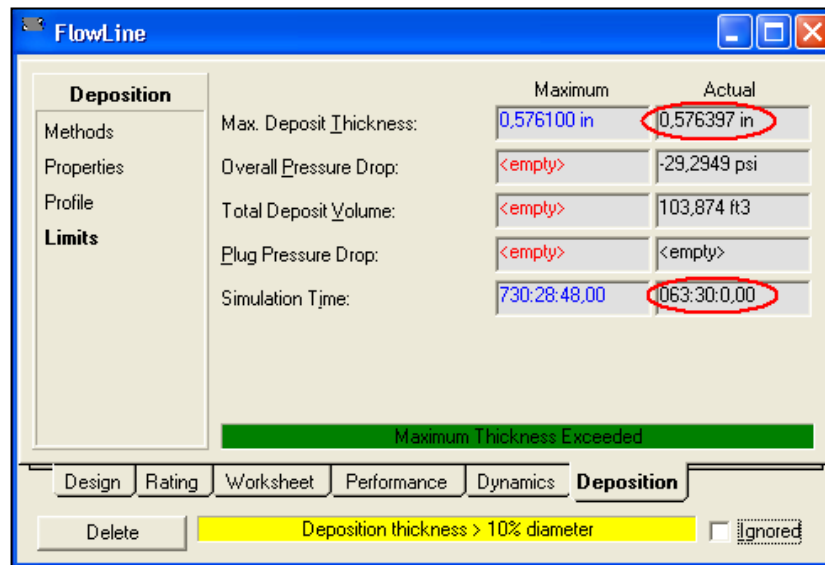 FlowLine
Deposition
Methods
Properties
Profile
Limits
Maximum Actual
Max. Deposit Thickness: 0,576100 in 0,576397 in
Overall Pressure Drop: <empty> -29,2949 psi
Total Deposit Volume: <empty> 103,874 ft3
Plug Pressure Drop: <empty> <empty>
Simulation Time: 730:28:48,00 063:30:0,00
Maximum Thickness Exceeded
Design Rating Worksheet Performance Dynamics Deposition
Delete Deposition thickness > 10% diameter Ignored